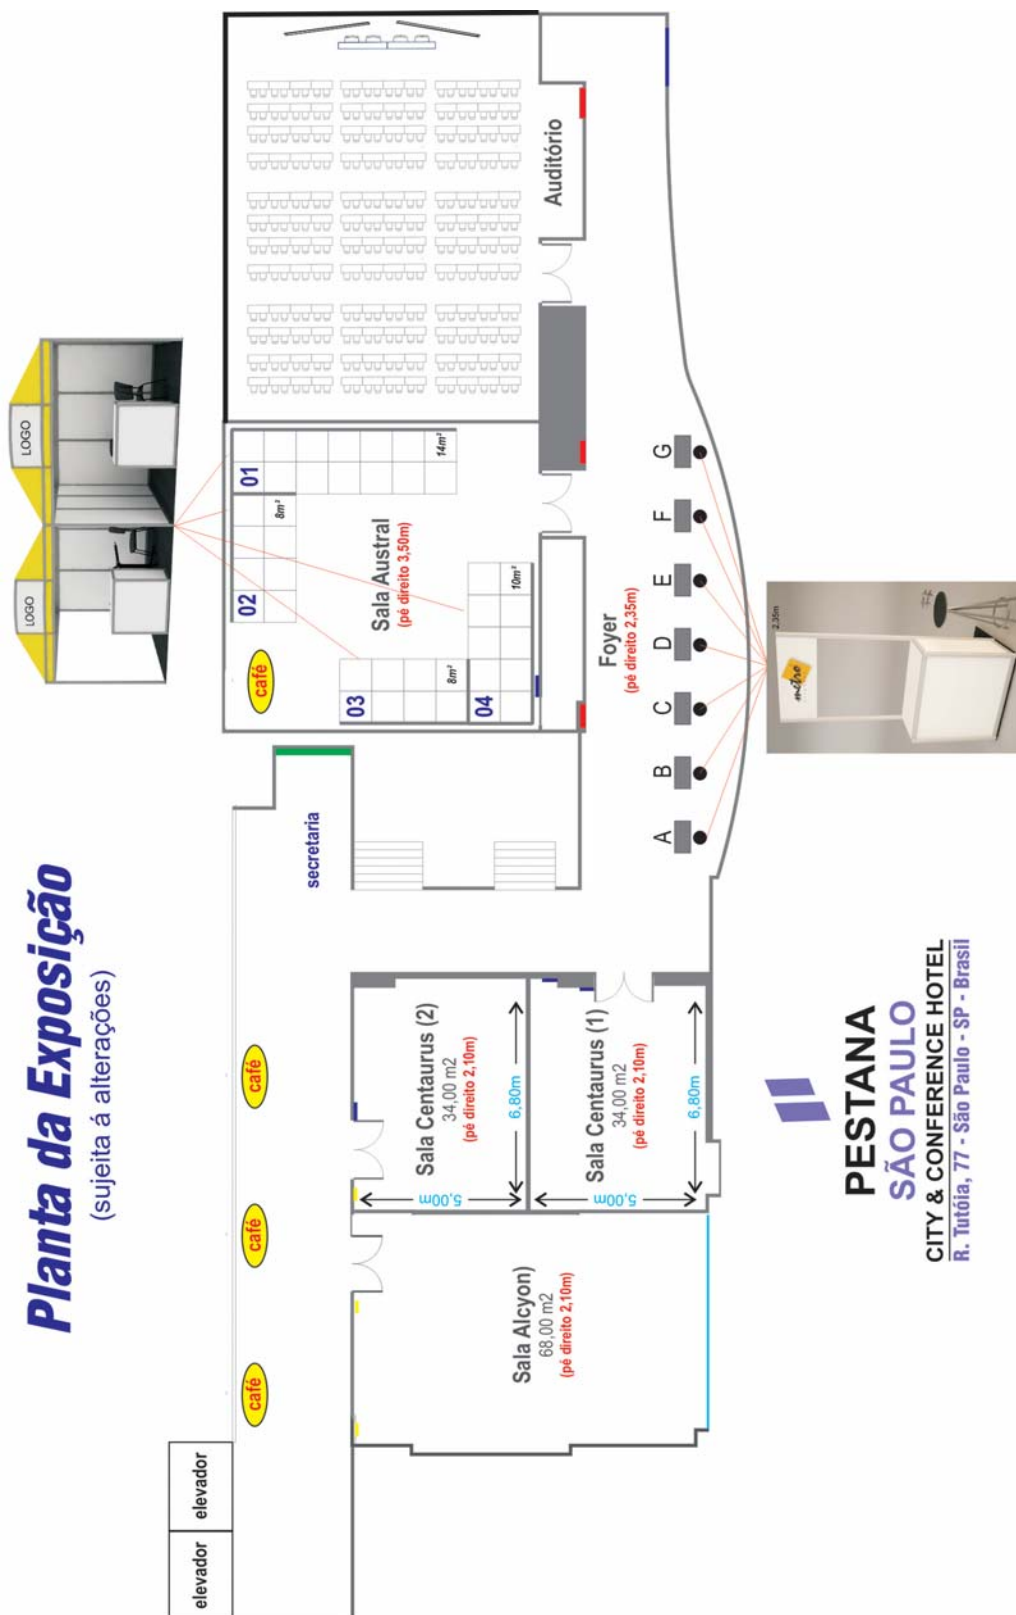 Planta da Exposição
(sujeita á alterações)
LOGO
LOGO
elevador
elevador
café
café
café
secretaria
café
02
8m²
01
14m²
Sala Austral
(pé direito 3,50m)
03
8m²
04
10m²
Auditório
Sala Alcyon)
68,00 m2
(pé direito 2,10m)
Sala Centaurus (2)
34,00 m2
(pé direito 2,10m)
5,00m
6,80m
Sala Centaurus (1)
34,00 m2
(pé direito 2,10m)
5,00m
6,80m
Foyer
(pé direito 2,35m)
A
B
C
D
E
F
G
2,35m
metro
PESTANA
SÃO PAULO
CITY & CONFERENCE HOTEL
R. Tutóia, 77 - São Paulo - SP - Brasil